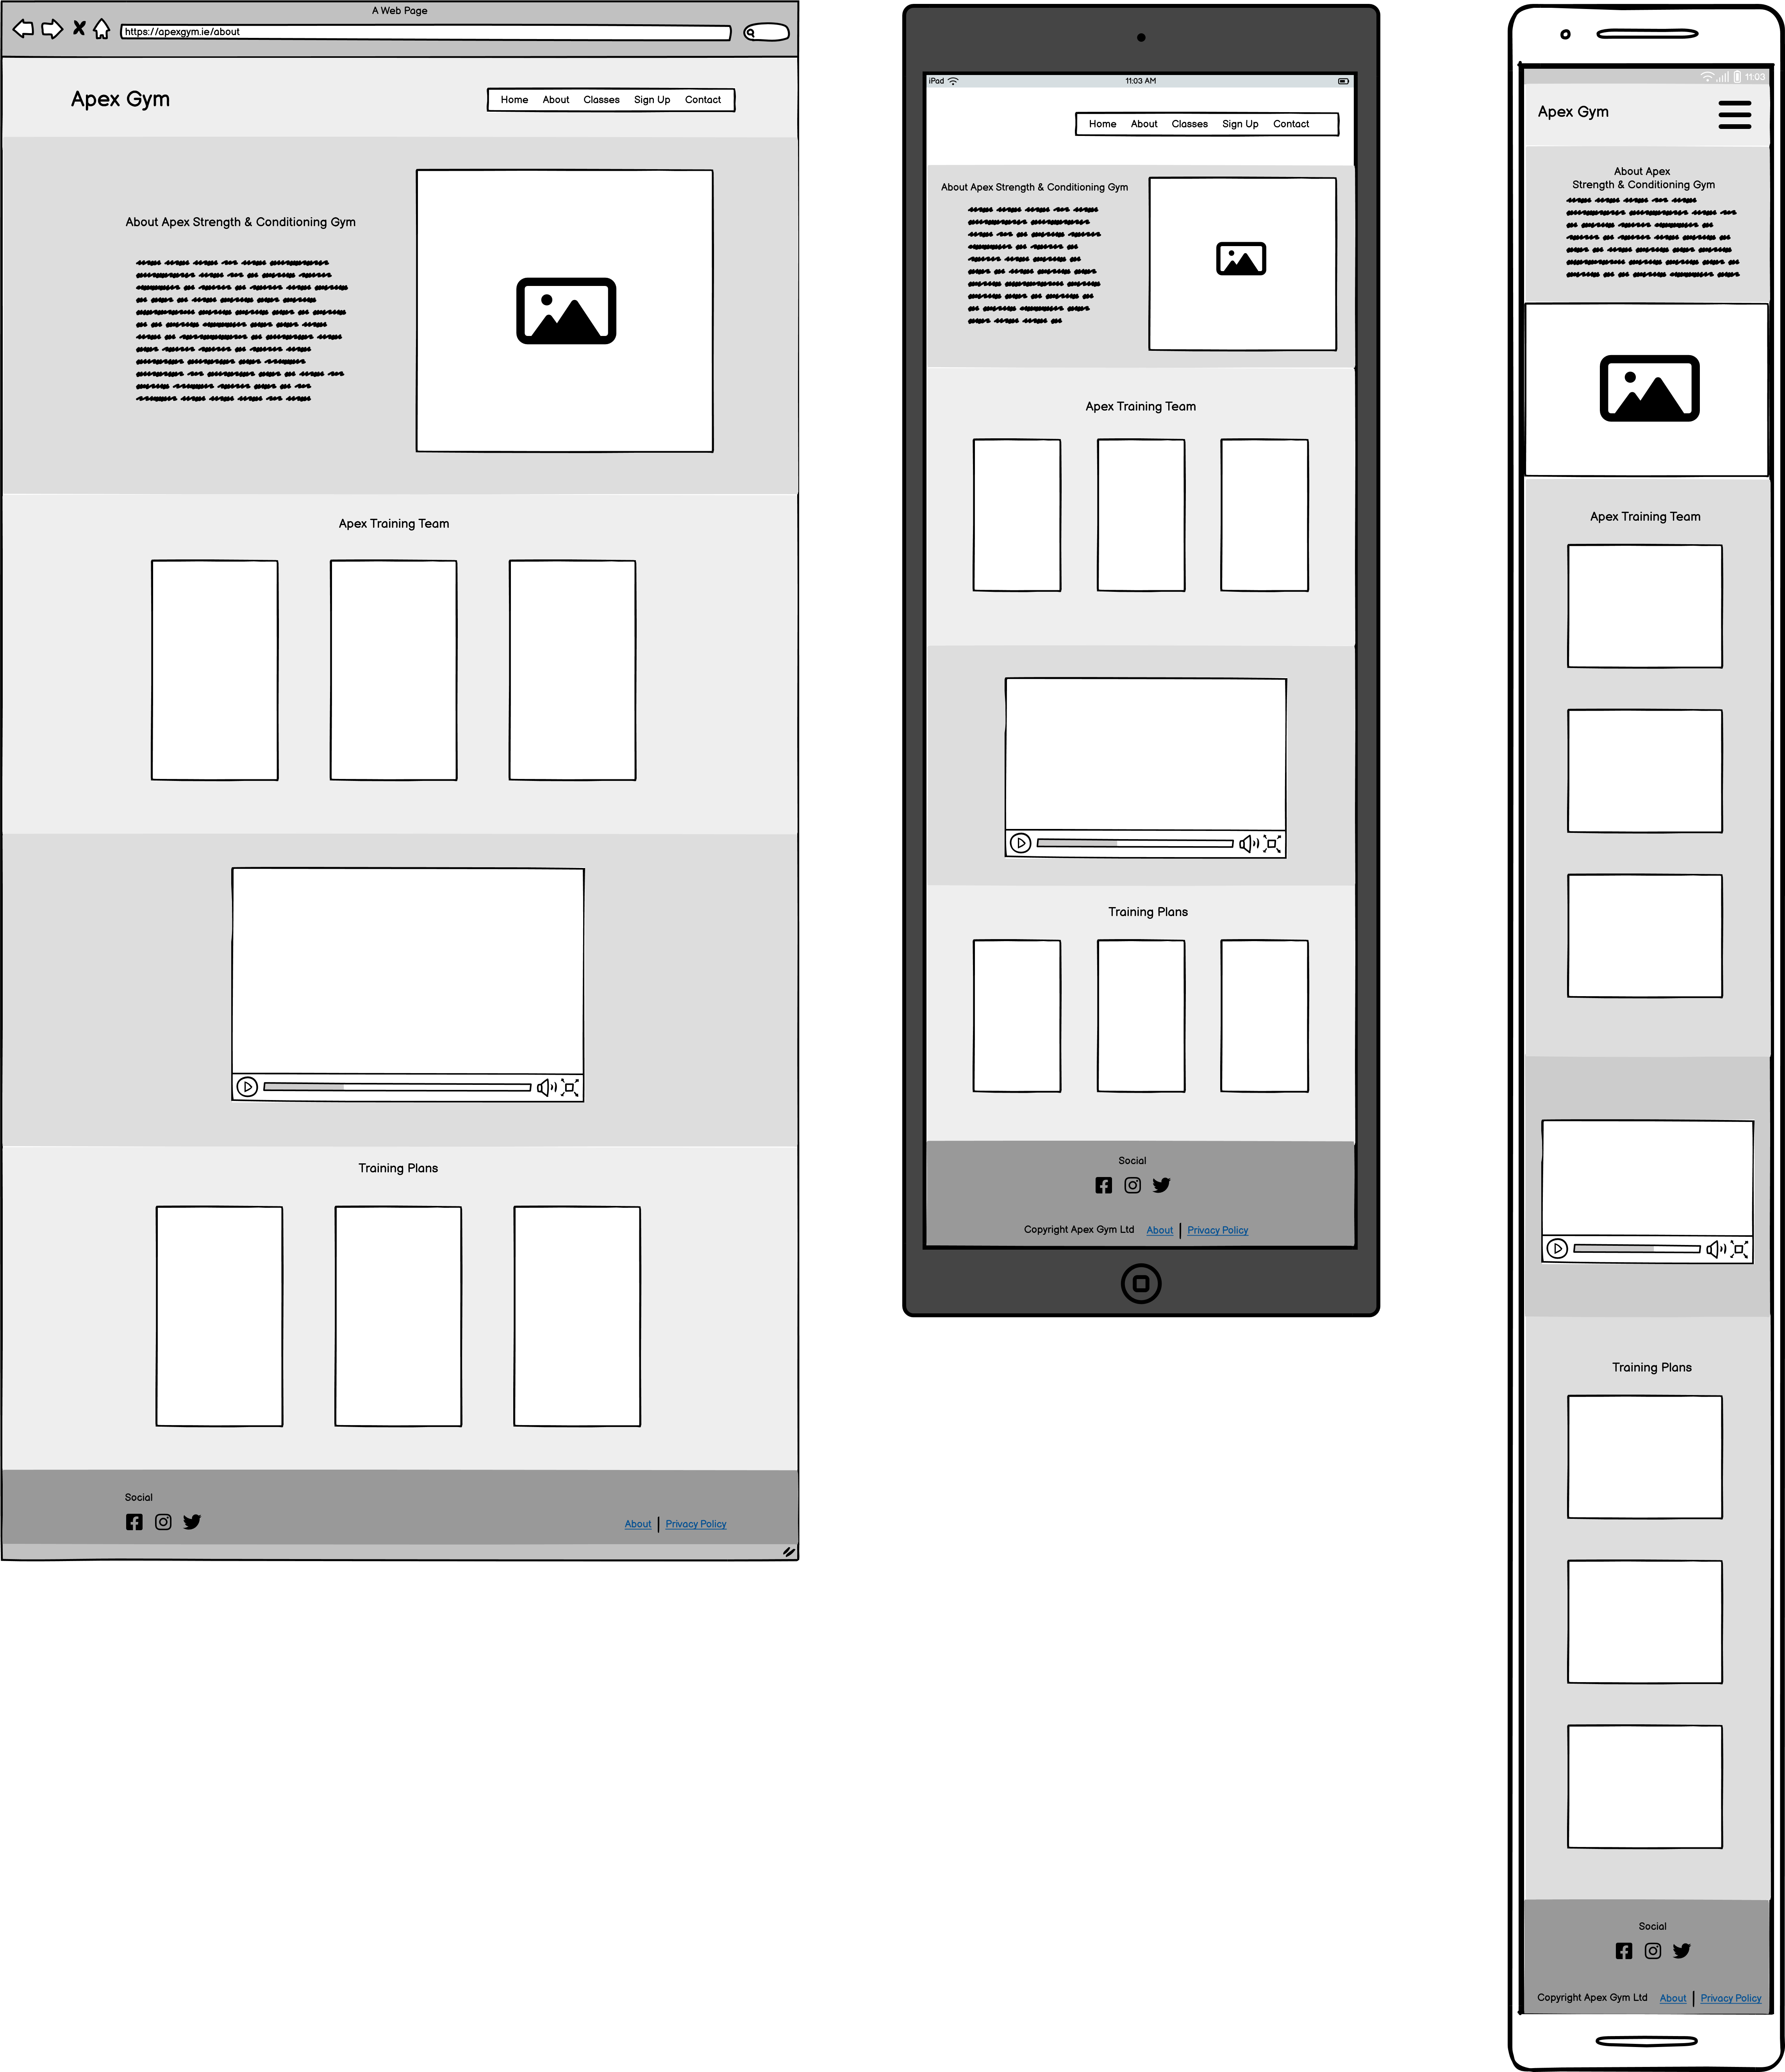 A Web Page
https://apexgym.ie/about
Apex Gym
Home About Classes Sign Up Contact
About Apex Strength & Conditioning Gym
Apex Training Team
Training Plans
Social
About | Privacy Policy
iPad 11:03 AM
Home About Classes Sign Up Contact
About Apex Strength & Conditioning Gym
Apex Training Team
Training Plans
Social
Copyright Apex Gym Ltd About | Privacy Policy
11:03
Apex Gym
About Apex
Strength & Conditioning Gym
Apex Training Team
Training Plans
Social
Copyright Apex Gym Ltd About | Privacy Policy